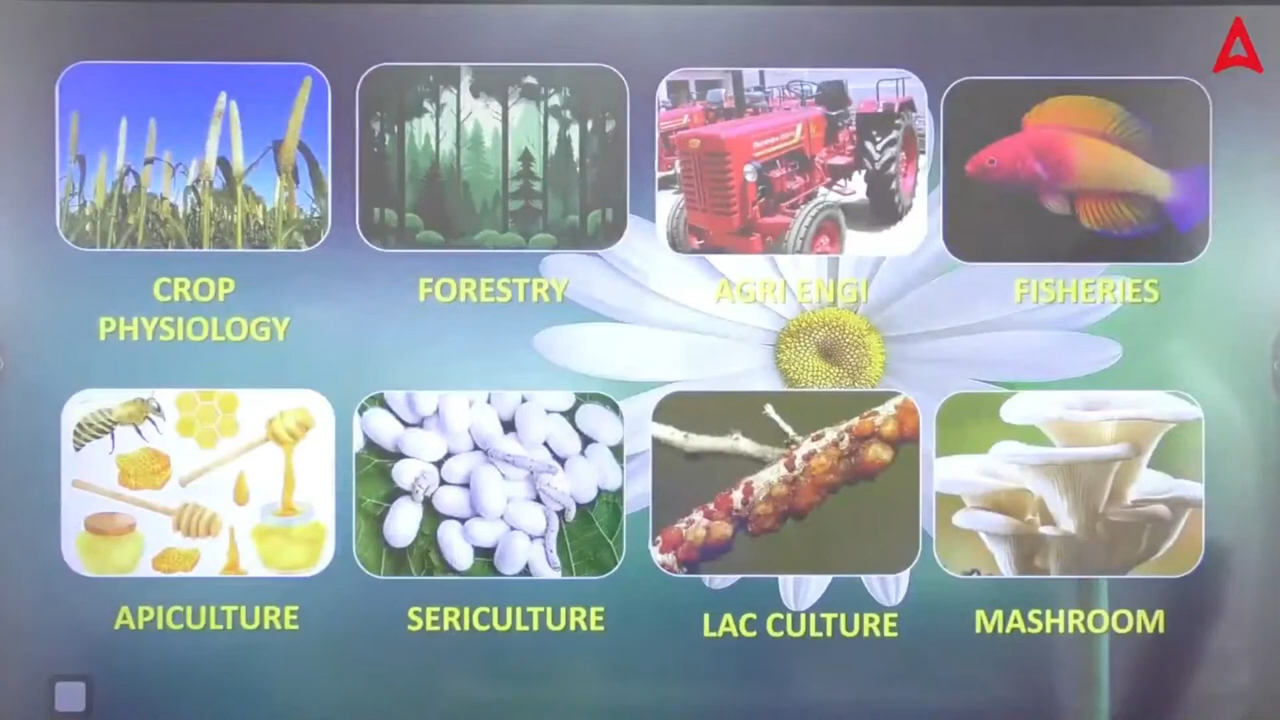 CROP
PHYSIOLOGY
FORESTRY
AGRI ENGI
FISHERIES
APICULTURE
SERICULTURE
LAC CULTURE
MASHROOM